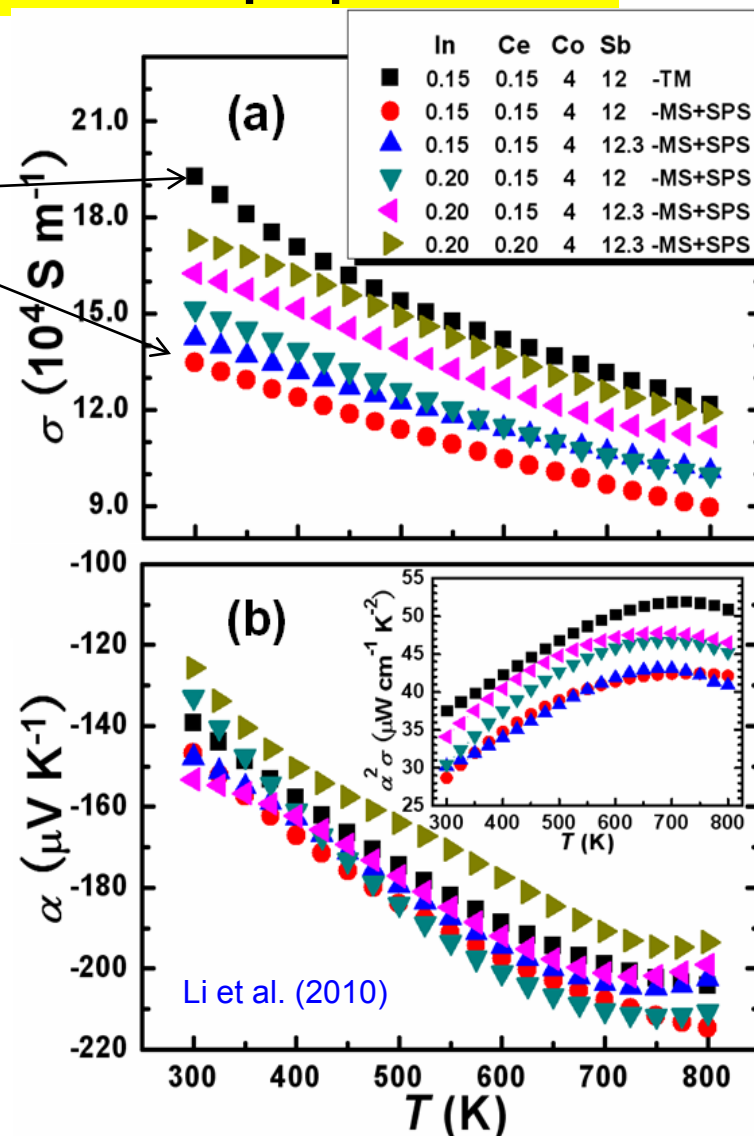 In Ce Co Sb
0.15 0.15 4 12 -TM
0.15 0.15 4 12 -MS+SPS
0.15 0.15 4 12.3 -MS+SPS
0.20 0.15 4 12 -MS+SPS
0.20 0.15 4 12.3 -MS+SPS
0.20 0.20 4 12.3 -MS+SPS
(a)
σ (10⁴ S m⁻¹)
21.0
18.0
15.0
12.0
9.0
(b)
α (μV K⁻¹)
-100
-120
-140
-160
-180
-200
-220
α² σ (μW cm⁻¹ K⁻²)
55
50
45
40
35
30
25
300 400 500 600 700 800
T (K)
Li et al. (2010)
300 400 500 600 700 800
T (K)